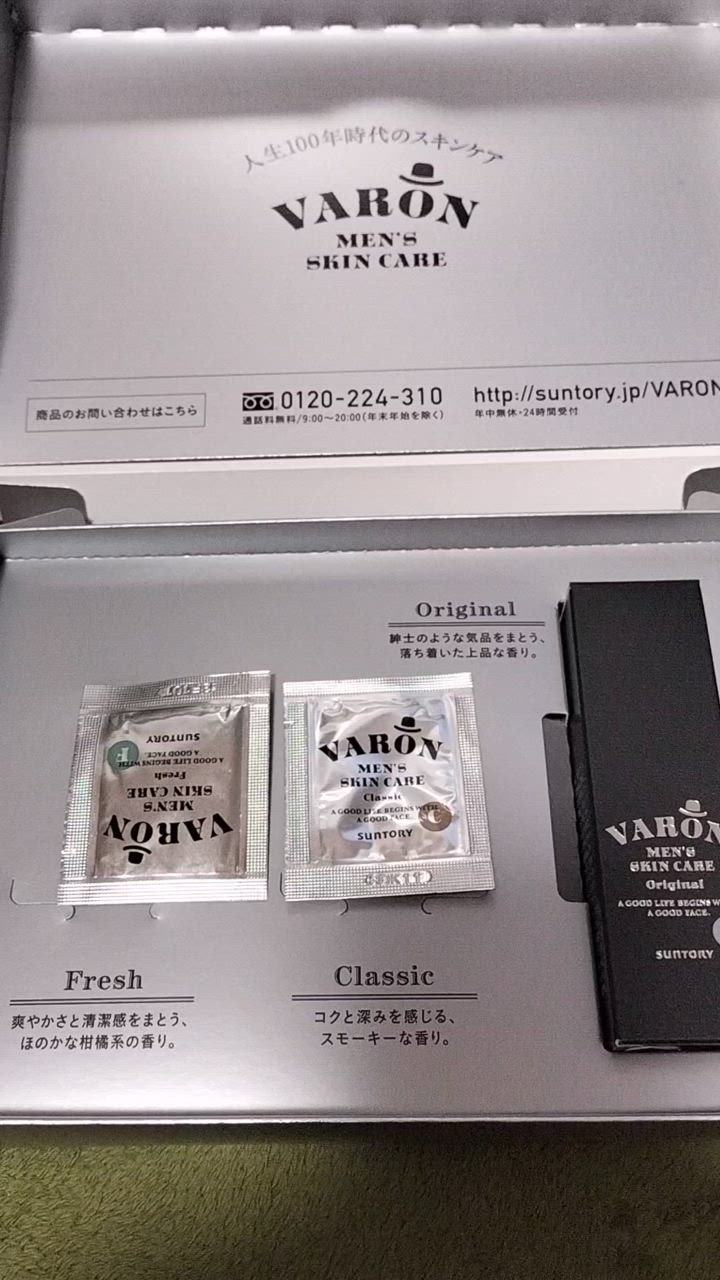 人生100年時代のスキンケア
VARON
MEN'S
SKIN CARE
商品のお問い合わせはこちら
0120-224-310
通話料無料/9:00〜20:00(年末年始を除く)
http://suntory.jp/VARON
年中無休・24時間受付
Original
紳士のような気品をまとう、
落ち着いた上品な香り。
VARON
MEN'S
SKIN CARE
Fresh
A GOOD LIFE BEGINS WITH
A GOOD FACE.
F
SUNTORY
VARON
MEN'S
SKIN CARE
Classic
A GOOD LIFE BEGINS WITH
A GOOD FACE.
C
SUNTORY
VARON
MEN'S
SKIN CARE
Original
A GOOD LIFE BEGINS W
A GOOD FACE.
SUNTORY
Fresh
爽やかさと清潔感をまとう、
ほのかな柑橘系の香り。
Classic
コクと深みを感じる、
スモーキーな香り。